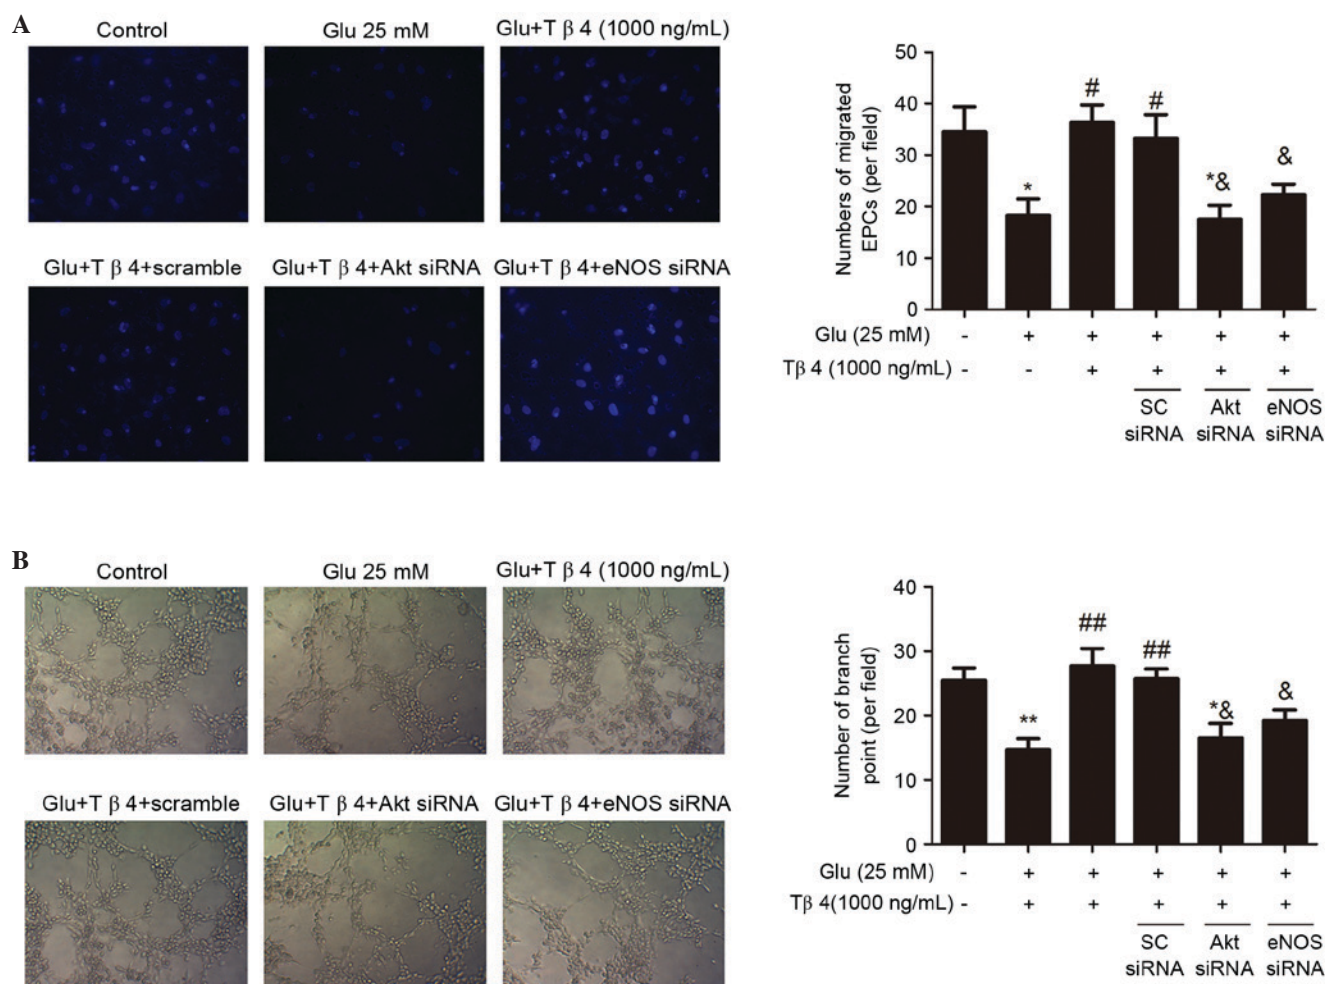 A
Control
Glu 25 mM
Glu+T β 4 (1000 ng/mL)
Glu+T β 4+scramble
Glu+T β 4+Akt siRNA
Glu+T β 4+eNOS siRNA
Numbers of migrated
EPCs (per field)
50
40
30
20
10
0
*
#
#
*&
&
Glu (25 mM) - + + + + +
Tβ 4 (1000 ng/mL) - - + + + +
SC Akt eNOS
siRNA siRNA siRNA
B
Control
Glu 25 mM
Glu+T β 4 (1000 ng/mL)
Glu+T β 4+scramble
Glu+T β 4+Akt siRNA
Glu+T β 4+eNOS siRNA
Number of branch
point (per field)
40
30
20
10
0
**
##
##
*&
&
Glu (25 mM) - + + + + +
Tβ 4(1000 ng/mL) - + + + + +
SC Akt eNOS
siRNA siRNA siRNA